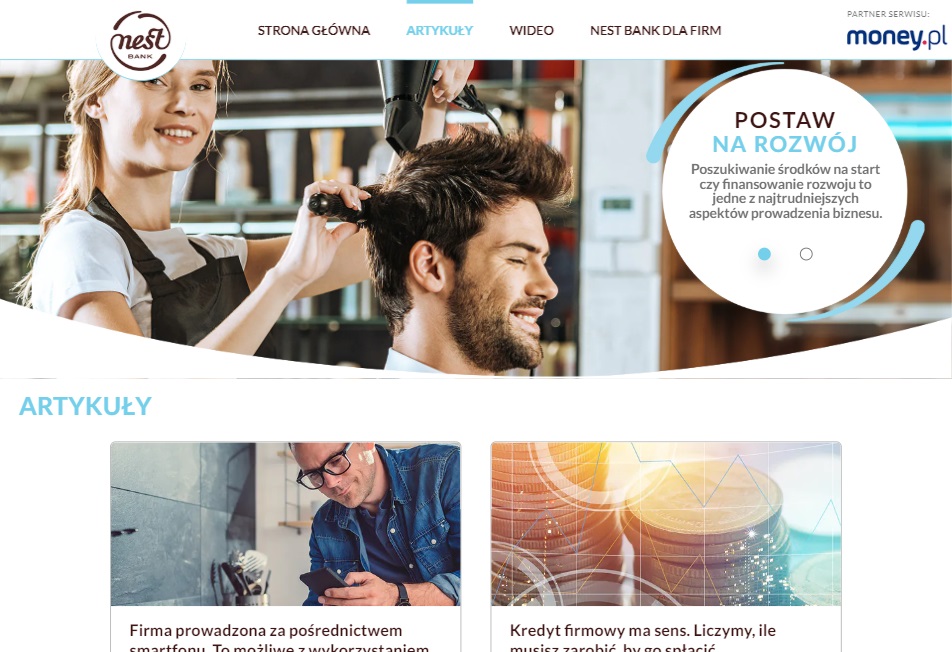 nest
BANK
STRONA GŁÓWNA
ARTYKUŁY
WIDEO
NEST BANK DLA FIRM
PARTNER SERWISU:
money.pl
POSTAW
NA ROZWÓJ
Poszukiwanie środków na start
czy finansowanie rozwoju to
jedne z najtrudniejszych
aspektów prowadzenia biznesu.
ARTYKUŁY
Firma prowadzona za pośrednictwem
smartfonu. To możliwe z wykorzystaniem
Kredyt firmowy ma sens. Liczymy, ile
musisz zarobić, by go spłacić